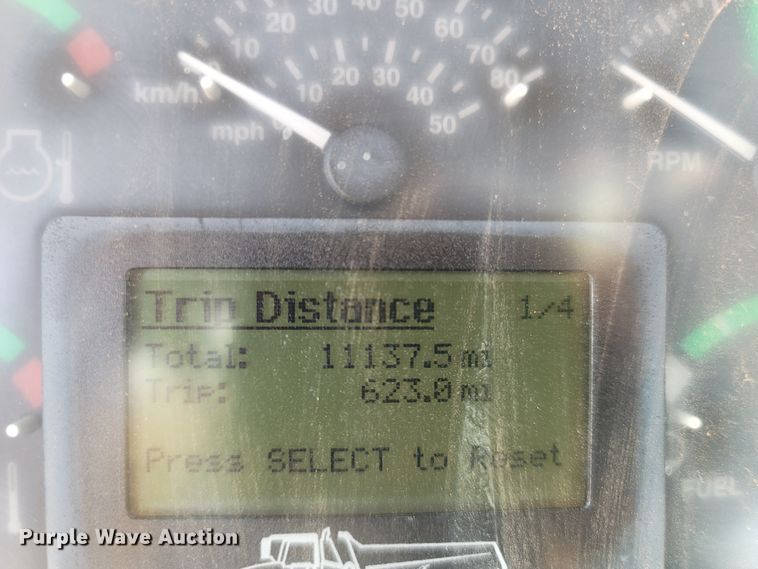 10 20 30 40 50 60 70 80
km/h
10 20 30 40 50
mph 0
RPM
Trip Distance 1/4
Total: 11137.5 mi
Trip: 623.0 mi
Press SELECT to Reset
FUEL
Purple Wave Auction